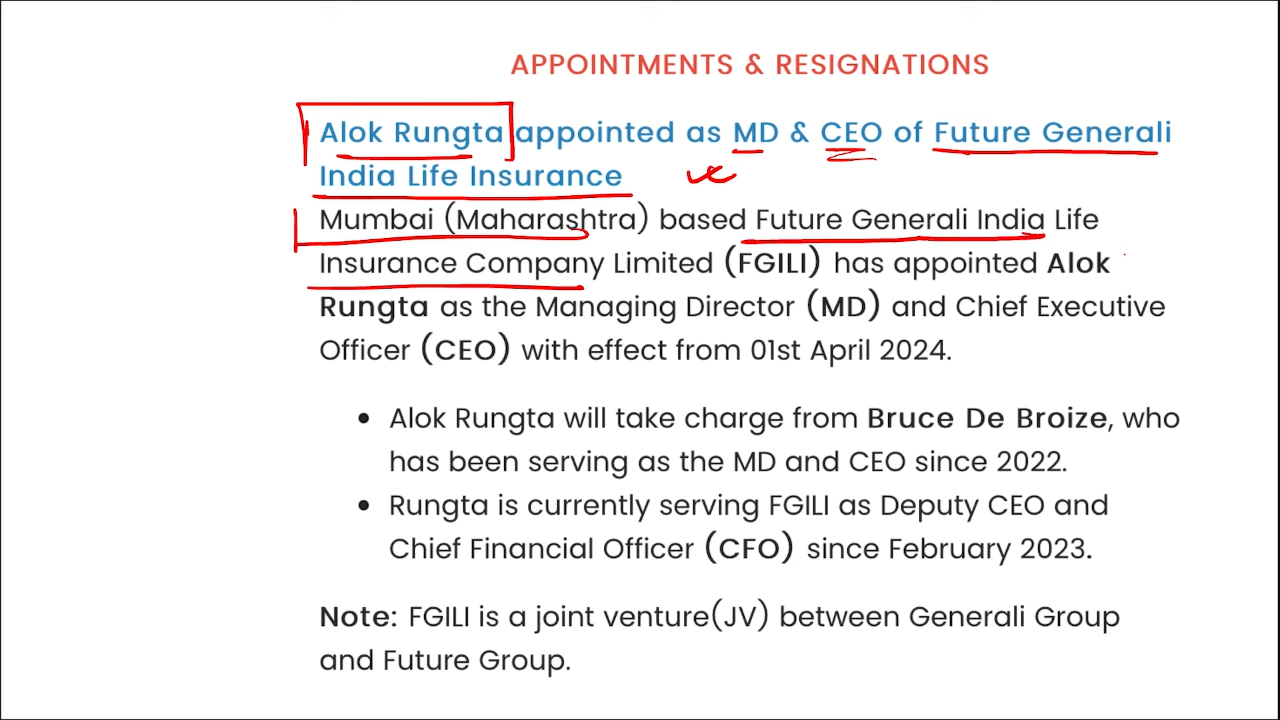 APPOINTMENTS & RESIGNATIONS
Alok Rungta appointed as MD & CEO of Future Generali
India Life Insurance
Mumbai (Maharashtra) based Future Generali India Life
Insurance Company Limited (FGILI) has appointed Alok
Rungta as the Managing Director (MD) and Chief Executive
Officer (CEO) with effect from 01st April 2024.
• Alok Rungta will take charge from Bruce De Broize, who
has been serving as the MD and CEO since 2022.
• Rungta is currently serving FGILI as Deputy CEO and
Chief Financial Officer (CFO) since February 2023.
Note: FGILI is a joint venture(JV) between Generali Group
and Future Group.